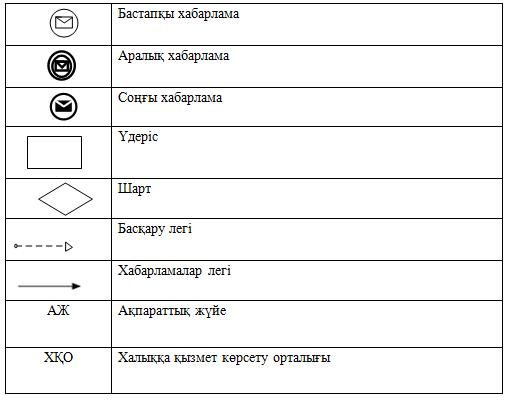 Бастапқы хабарлама
Аралық хабарлама
Соңғы хабарлама
Үдеріс
Шарт
Басқару легі
Хабарламалар легі
АЖ Ақпараттық жүйе
ХҚО Халыққа қызмет көрсету орталығы